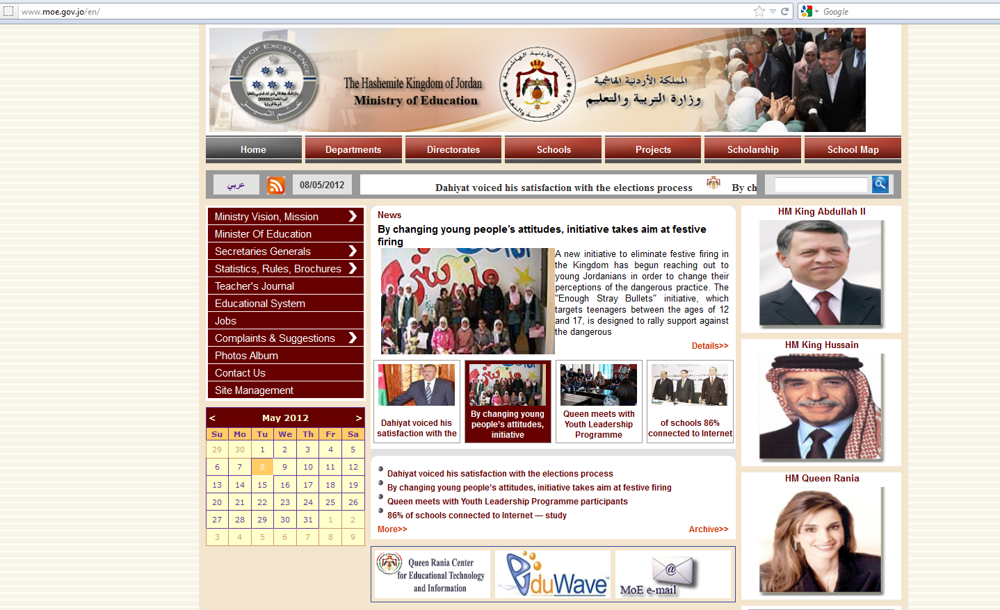 www.moe.gov.jo/en/
Google
SEAL OF EXCELLENCE
The Hashemite Kingdom of Jordan
Ministry of Education
المملكة الأردنية الهاشمية
وزارة التربية والتعليم
المملكة الأردنية الهاشمية
وزارة التربية والتعليم
Home
Departments
Directorates
Schools
Projects
Scholarship
School Map
عربي
08/05/2012
Dahiyat voiced his satisfaction with the elections process
By ch
Ministry Vision, Mission
Minister Of Education
Secretaries Generals
Statistics, Rules, Brochures
Teacher's Journal
Educational System
Jobs
Complaints & Suggestions
Photos Album
Contact Us
Site Management
< May 2012 >
Su Mo Tu We Th Fr Sa
29 30 1 2 3 4 5
6 7 8 9 10 11 12
13 14 15 16 17 18 19
20 21 22 23 24 25 26
27 28 29 30 31 1 2
3 4 5 6 7 8 9
News
By changing young people’s attitudes, initiative takes aim at festive
firing
A new initiative to eliminate festive firing in
the Kingdom has begun reaching out to
young Jordanians in order to change their
perceptions of the dangerous practice. The
"Enough Stray Bullets" initiative, which
targets teenagers between the ages of 12
and 17, is designed to rally support against
the dangerous
Details>>
Dahiyat voiced his
satisfaction with the
By changing young
people’s attitudes,
initiative
Queen meets with
Youth Leadership
Programme
of schools 86%
connected to Internet
Dahiyat voiced his satisfaction with the elections process
By changing young people’s attitudes, initiative takes aim at festive firing
Queen meets with Youth Leadership Programme participants
86% of schools connected to Internet — study
More>>
Archive>>
Queen Rania Center
for Educational Technology
and Information
EduWave™
MoE e-mail
HM King Abdullah II
HM King Hussain
HM Queen Rania